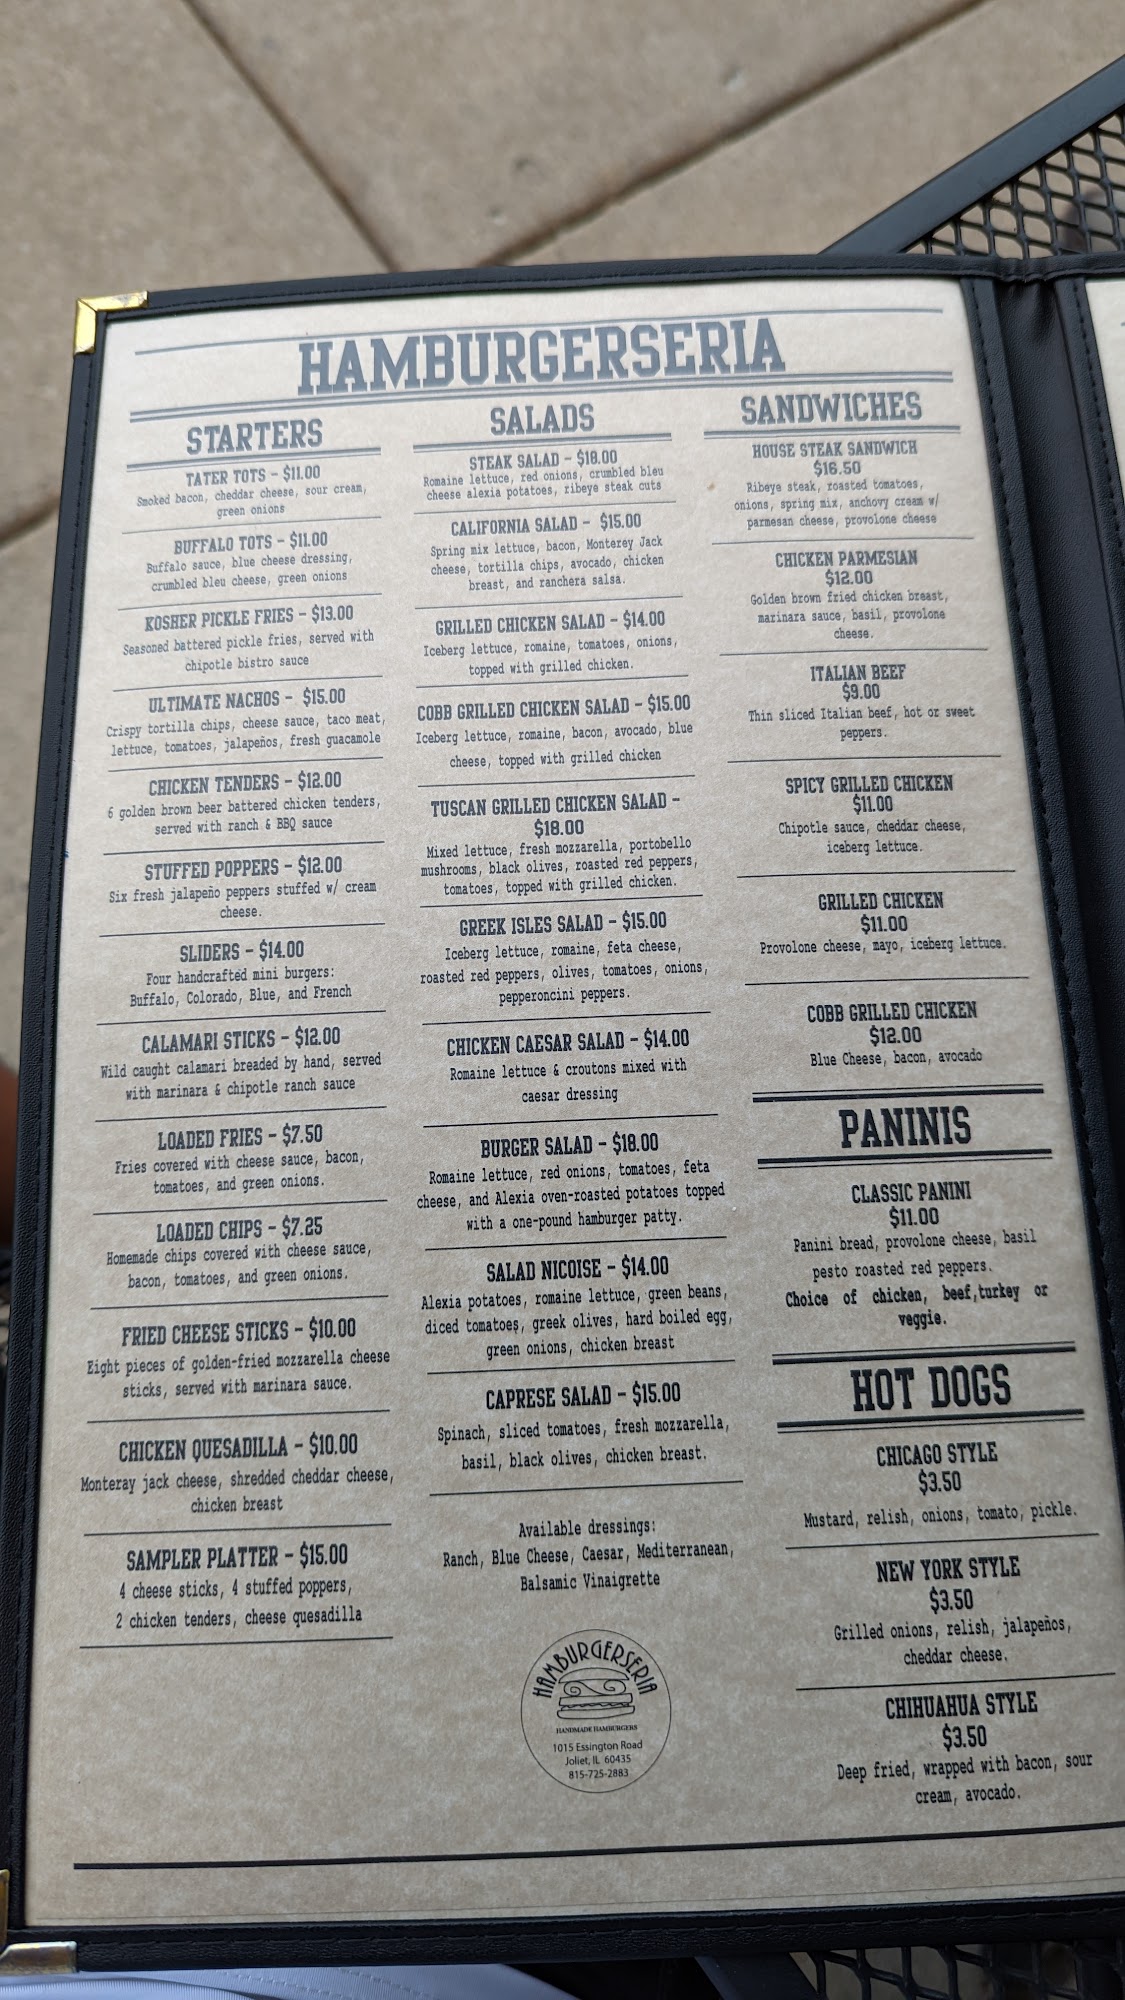 HAMBURGERSERIA
STARTERS
TATER TOTS - $11.00
Smoked bacon, cheddar cheese, sour cream,
green onions
BUFFALO TOTS - $11.00
Buffalo sauce, blue cheese dressing,
crumbled bleu cheese, green onions
KOSHER PICKLE FRIES - $13.00
Seasoned battered pickle fries, served with
chipotle bistro sauce
ULTIMATE NACHOS - $15.00
Crispy tortilla chips, cheese sauce, taco meat,
lettuce, tomatoes, jalapeños, fresh guacamole
CHICKEN TENDERS - $12.00
6 golden brown beer battered chicken tenders,
served with ranch & BBQ sauce
STUFFED POPPERS - $12.00
Six fresh jalapeño peppers stuffed w/ cream
cheese.
SLIDERS - $14.00
Four handcrafted mini burgers:
Buffalo, Colorado, Blue, and French
CALAMARI STICKS - $12.00
Wild caught calamari breaded by hand, served
with marinara & chipotle ranch sauce
LOADED FRIES - $7.50
Fries covered with cheese sauce, bacon,
tomatoes, and green onions.
LOADED CHIPS - $7.25
Homemade chips covered with cheese sauce,
bacon, tomatoes, and green onions.
FRIED CHEESE STICKS - $10.00
Eight pieces of golden-fried mozzarella cheese
sticks, served with marinara sauce.
CHICKEN QUESADILLA - $10.00
Monteray jack cheese, shredded cheddar cheese,
chicken breast
SAMPLER PLATTER - $15.00
4 cheese sticks, 4 stuffed poppers,
2 chicken tenders, cheese quesadilla
SALADS
STEAK SALAD - $18.00
Romaine lettuce, red onions, crumbled bleu
cheese alexia potatoes, ribeye steak cuts
CALIFORNIA SALAD - $15.00
Spring mix lettuce, bacon, Monterey Jack
cheese, tortilla chips, avocado, chicken
breast, and ranchera salsa.
GRILLED CHICKEN SALAD - $14.00
Iceberg lettuce, romaine, tomatoes, onions,
topped with grilled chicken.
COBB GRILLED CHICKEN SALAD - $15.00
Iceberg lettuce, romaine, bacon, avocado, blue
cheese, topped with grilled chicken
TUSCAN GRILLED CHICKEN SALAD -
$18.00
Mixed lettuce, fresh mozzarella, portobello
mushrooms, black olives, roasted red peppers,
tomatoes, topped with grilled chicken.
GREEK ISLES SALAD - $15.00
Iceberg lettuce, romaine, feta cheese,
roasted red peppers, olives, tomatoes, onions,
pepperoncini peppers.
CHICKEN CAESAR SALAD - $14.00
Romaine lettuce & croutons mixed with
caesar dressing
BURGER SALAD - $18.00
Romaine lettuce, red onions, tomatoes, feta
cheese, and Alexia oven-roasted potatoes topped
with a one-pound hamburger patty.
SALAD NICOISE - $14.00
Alexia potatoes, romaine lettuce, green beans,
diced tomatoes, greek olives, hard boiled egg,
green onions, chicken breast
CAPRESE SALAD - $15.00
Spinach, sliced tomatoes, fresh mozzarella,
basil, black olives, chicken breast.
Available dressings:
Ranch, Blue Cheese, Caesar, Mediterranean,
Balsamic Vinaigrette
HAMBURGERSERIA
HANDMADE HAMBURGERS
1015 Essington Road
Joliet, IL 60435
815-725-2883
SANDWICHES
HOUSE STEAK SANDWICH
$16.50
Ribeye steak, roasted tomatoes,
onions, spring mix, anchovy cream w/
parmesan cheese, provolone cheese
CHICKEN PARMESIAN
$12.00
Golden brown fried chicken breast,
marinara sauce, basil, provolone
cheese.
ITALIAN BEEF
$9.00
Thin sliced Italian beef, hot or sweet
peppers.
SPICY GRILLED CHICKEN
$11.00
Chipotle sauce, cheddar cheese,
iceberg lettuce.
GRILLED CHICKEN
$11.00
Provolone cheese, mayo, iceberg lettuce.
COBB GRILLED CHICKEN
$12.00
Blue Cheese, bacon, avocado
PANINIS
CLASSIC PANINI
$11.00
Panini bread, provolone cheese, basil
pesto roasted red peppers.
Choice of chicken, beef,turkey or
veggie.
HOT DOGS
CHICAGO STYLE
$3.50
Mustard, relish, onions, tomato, pickle.
NEW YORK STYLE
$3.50
Grilled onions, relish, jalapeños,
cheddar cheese.
CHIHUAHUA STYLE
$3.50
Deep fried, wrapped with bacon, sour
cream, avocado.